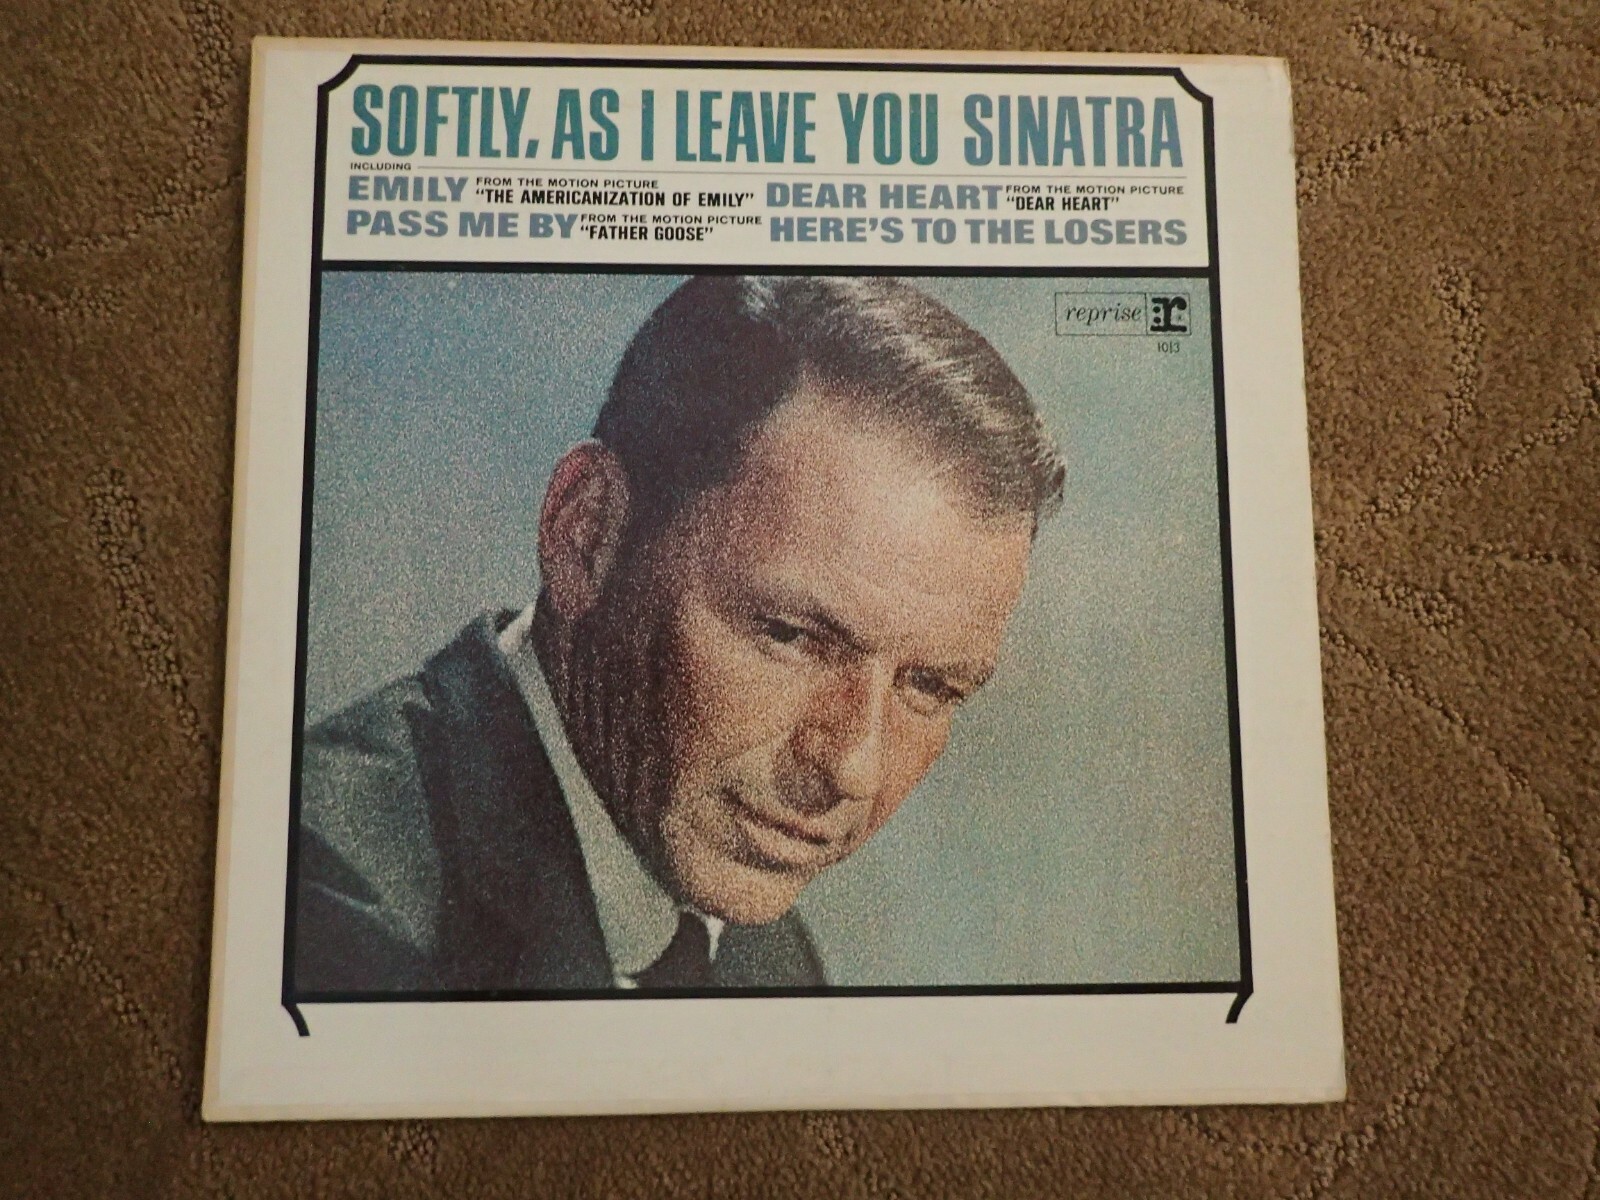 SOFTLY, AS I LEAVE YOU SINATRA
INCLUDING
EMILY FROM THE MOTION PICTURE "THE AMERICANIZATION OF EMILY"
DEAR HEART FROM THE MOTION PICTURE "DEAR HEART"
PASS ME BY FROM THE MOTION PICTURE "FATHER GOOSE"
HERE'S TO THE LOSERS
reprise r
1013